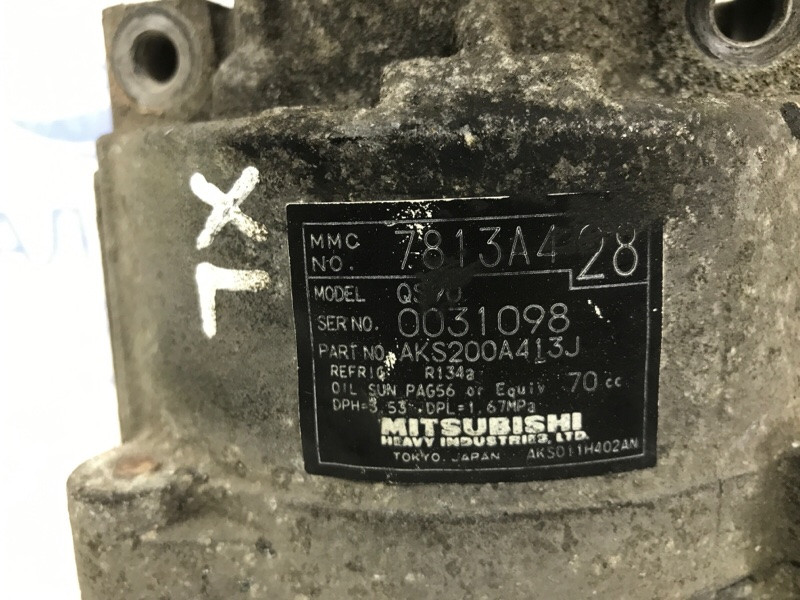 MMC NO. 7813A428
MODEL QS90
SER NO. 0031098
PART NO. AKS200A413J
REFRIG. R134a
OIL SUN PAG56 or Equiv 70 cc
DPH=3.53 . DPL=1.67MPa
MITSUBISHI
HEAVY INDUSTRIES, LTD.
TOKYO. JAPAN AKS011H402AN